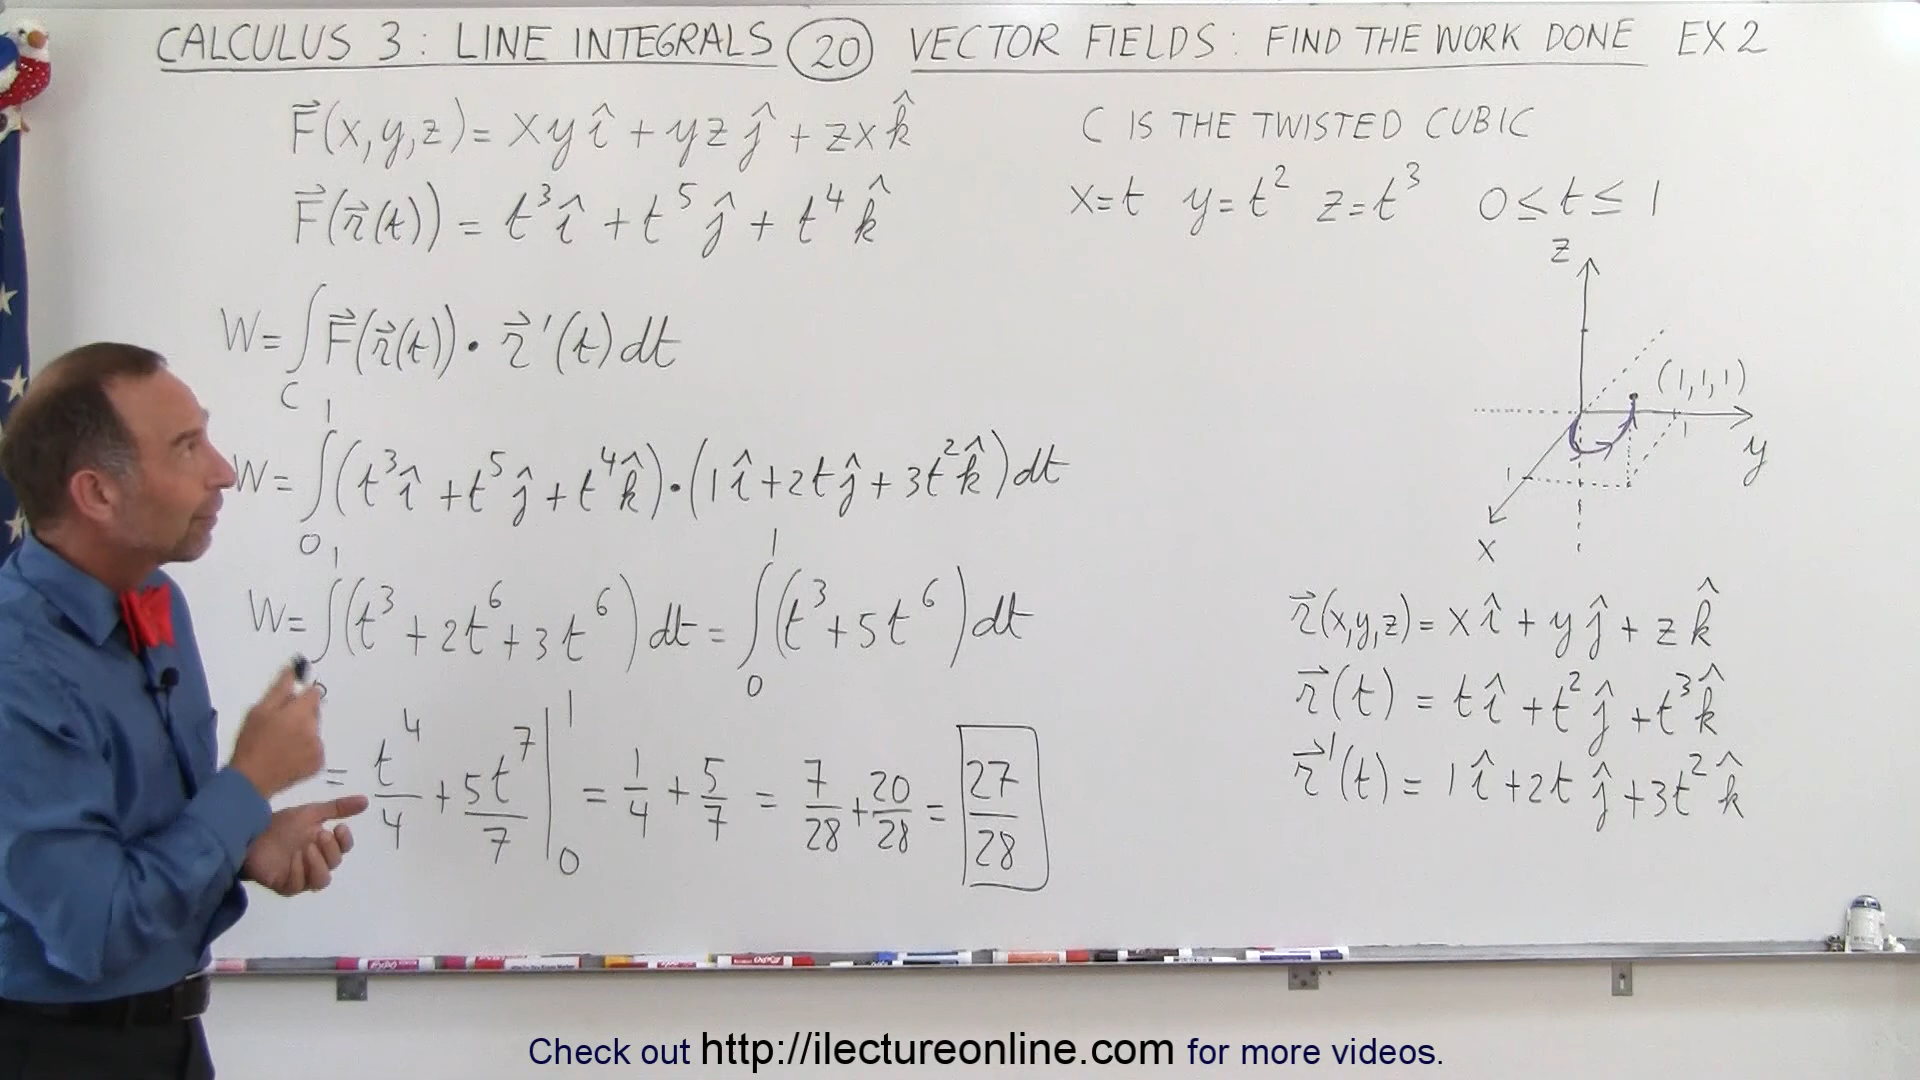 CALCULUS 3: LINE INTEGRALS (20) VECTOR FIELDS: FIND THE WORK DONE EX 2
F⃗(x,y,z) = xy î + yz ĵ + zx k̂
C IS THE TWISTED CUBIC
F⃗(r⃗(t)) = t³ î + t⁵ ĵ + t⁴ k̂
x=t y=t² z=t³ 0≤t≤1
W = ∫_C F⃗(r⃗(t)) • r⃗'(t) dt
W = ∫₀¹ (t³ î + t⁵ ĵ + t⁴ k̂) • (1 î + 2t ĵ + 3t² k̂) dt
W = ∫₀¹ (t³ + 2t⁶ + 3t⁶) dt = ∫₀¹ (t³ + 5t⁶) dt
= t⁴/4 + 5t⁷/7 |₀¹ = 1/4 + 5/7 = 7/28 + 20/28 = 27/28
z
(1,1,1)
1
y
1
x
r⃗(x,y,z) = x î + y ĵ + z k̂
r⃗(t) = t î + t² ĵ + t³ k̂
r⃗'(t) = 1 î + 2t ĵ + 3t² k̂
Check out http://ilectureonline.com for more videos.